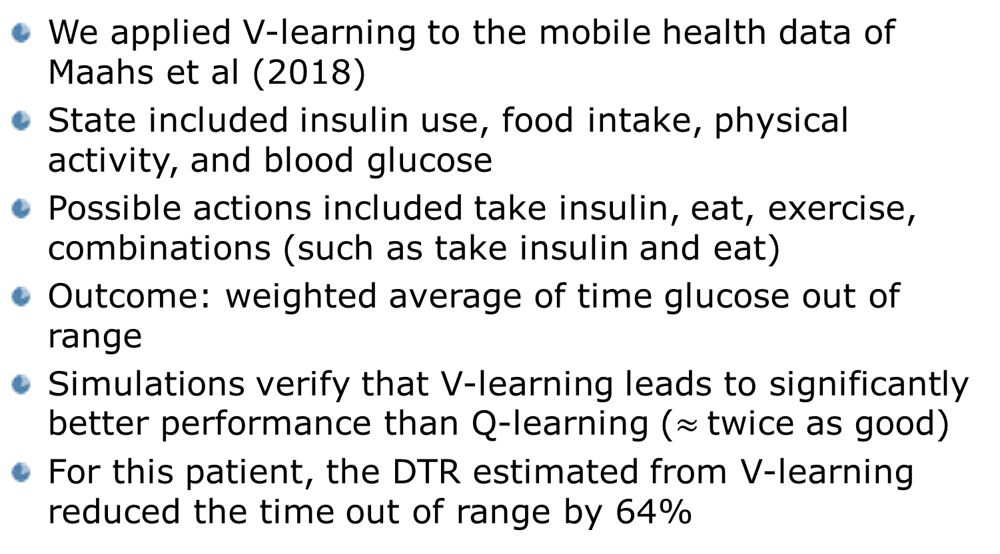 We applied V-learning to the mobile health data of
Maahs et al (2018)
State included insulin use, food intake, physical
activity, and blood glucose
Possible actions included take insulin, eat, exercise,
combinations (such as take insulin and eat)
Outcome: weighted average of time glucose out of
range
Simulations verify that V-learning leads to significantly
better performance than Q-learning (≈ twice as good)
For this patient, the DTR estimated from V-learning
reduced the time out of range by 64%